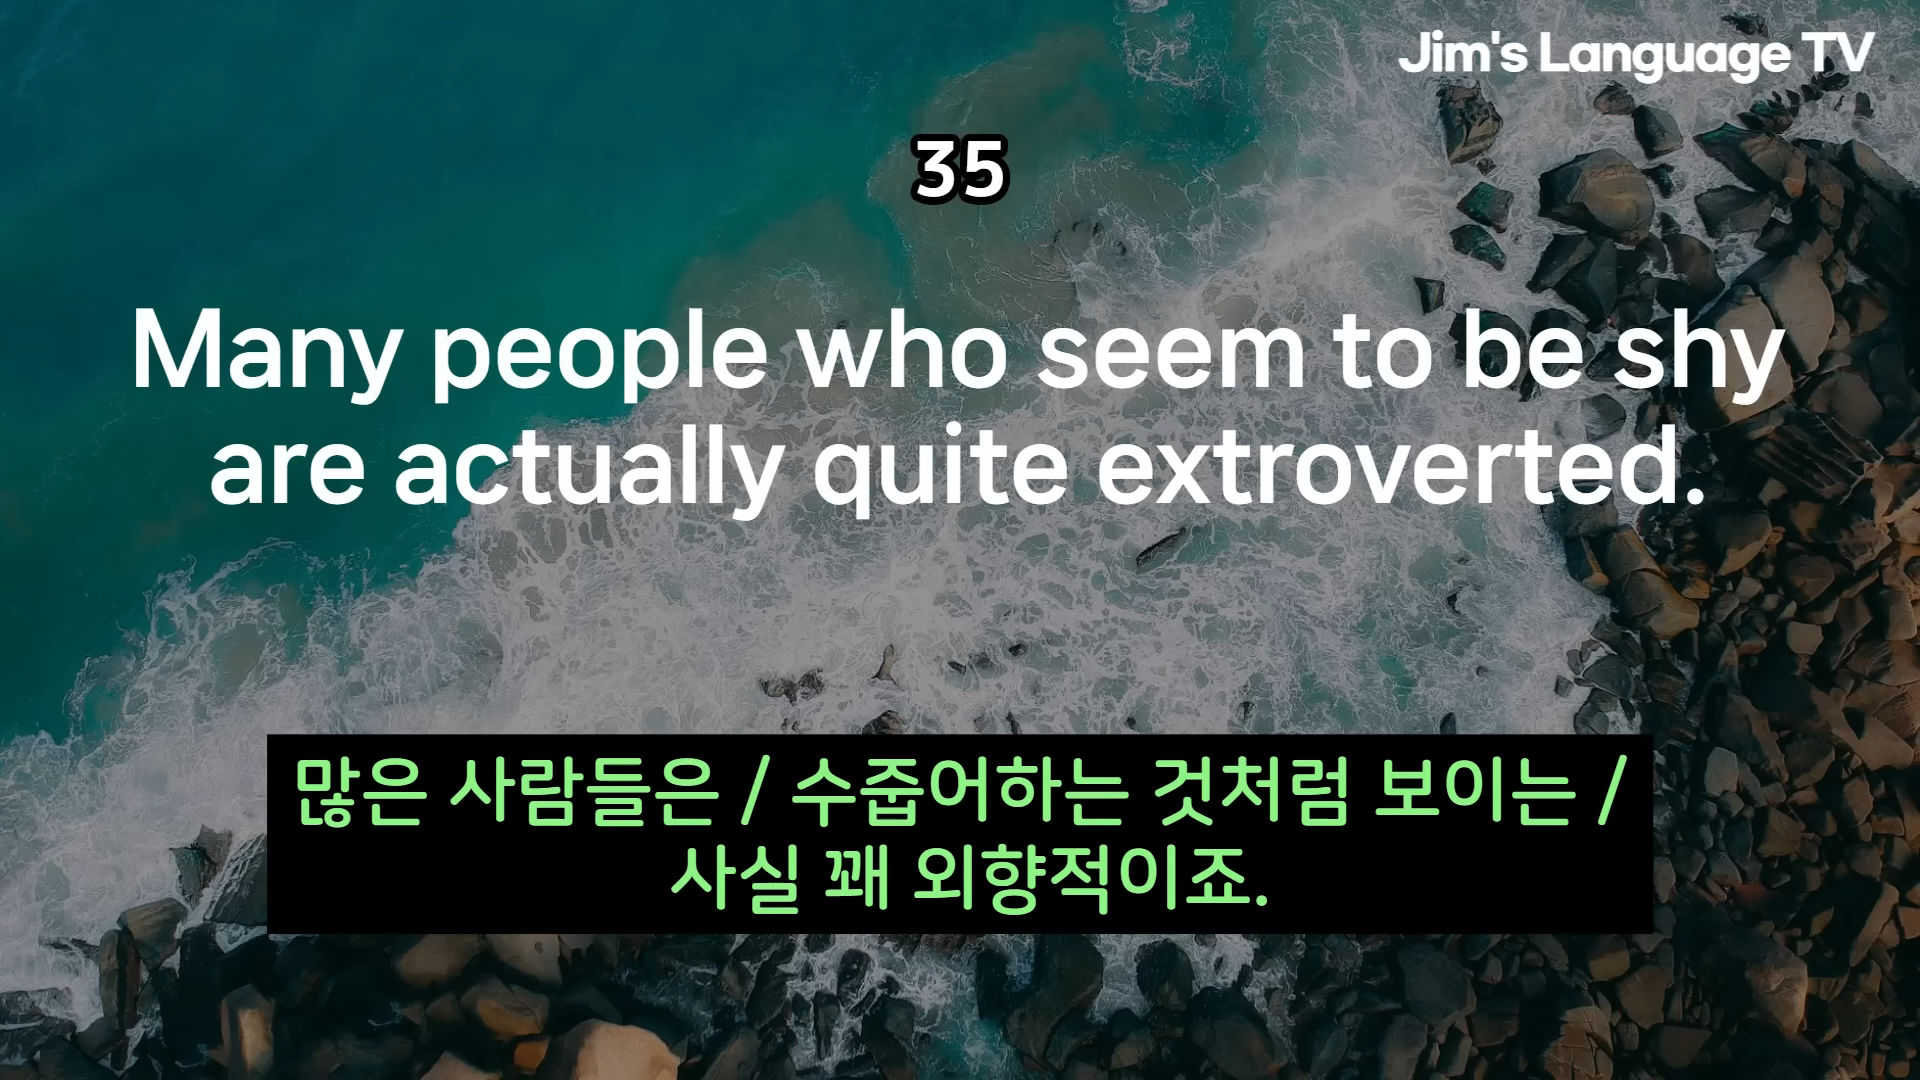 Jim's Language TV
35
Many people who seem to be shy
are actually quite extroverted.
많은 사람들은 / 수줍어하는 것처럼 보이는 /
사실 꽤 외향적이죠.